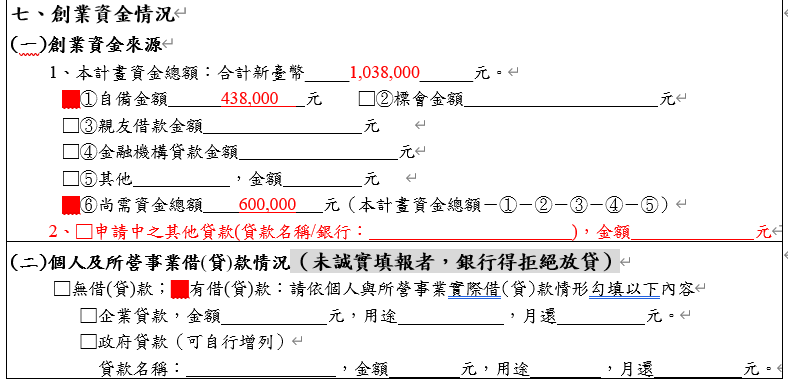 七、創業資金情況
(一)創業資金來源
1、本計畫資金總額：合計新臺幣______1,038,000______元。
■①自備金額______438,000___元　□②標會金額____________________元
□③親友借款金額________________元
□④金融機構貸款金額________________元
□⑤其他__________，金額________元
■⑥尚需資金總額____600,000___元（本計畫資金總額－①－②－③－④－⑤）
2、□申請中之其他貸款(貸款名稱/銀行：____________________)，金額____________元
(二)個人及所營事業借(貸)款情況（未誠實填報者，銀行得拒絕放貸）
□無借(貸)款；■有借(貸)款：請依個人與所營事業實際借(貸)款情形勾填以下內容
□企業貸款，金額__________元，用途__________，月還________元。
□政府貸款（可自行增列）
貸款名稱：______________，金額_______元，用途________，月還________元。